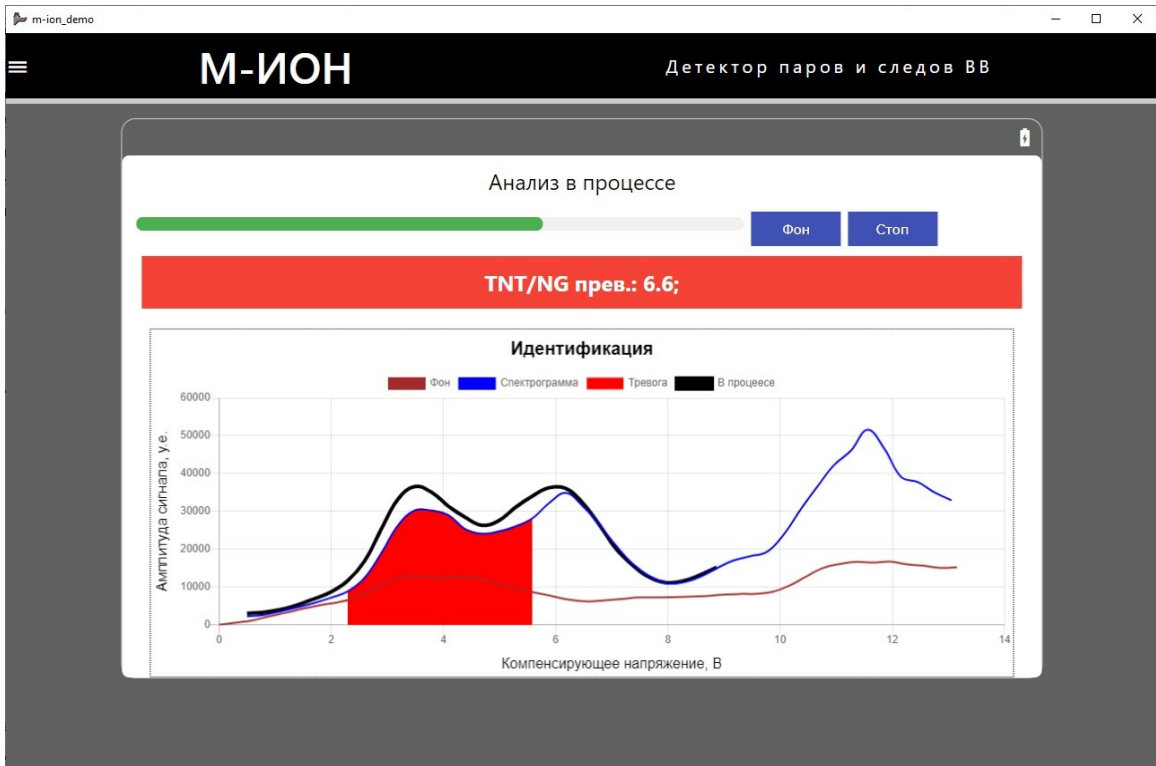 m-ion_demo
М-ИОН
Детектор паров и следов ВВ
Анализ в процессе
Фон
Стоп
TNT/NG прев.: 6.6;
Идентификация
Фон
Спектрограмма
Тревога
В процеесе
Амплитуда сигнала, у.е.
60000
50000
40000
30000
20000
10000
0
0 2 4 6 8 10 12 14
Компенсирующее напряжение, В